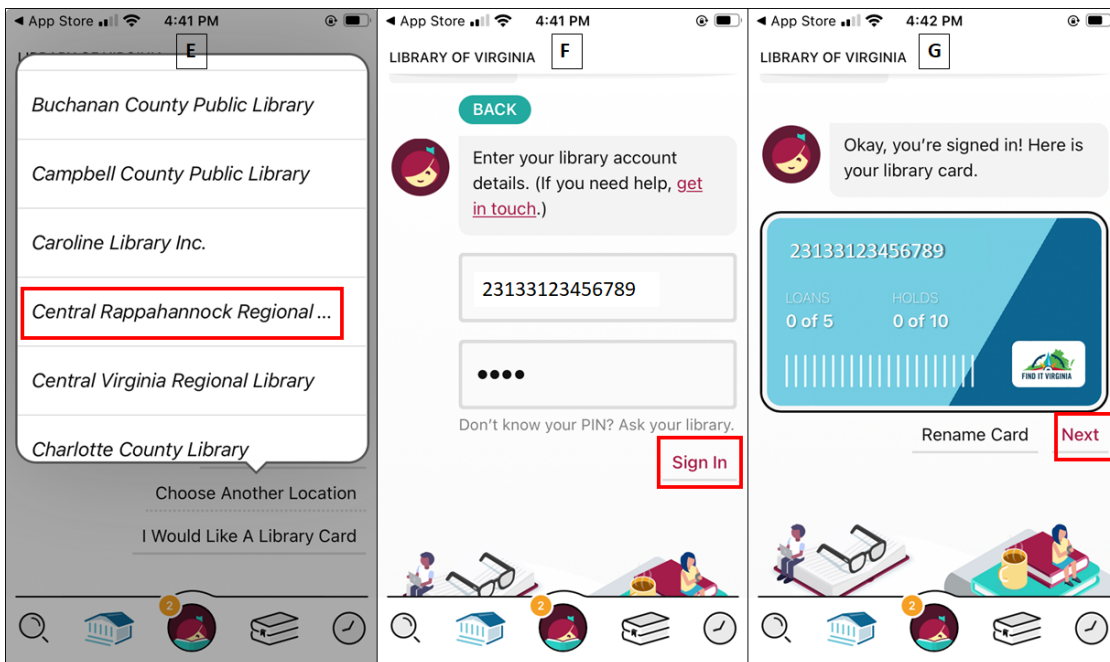 ◄ App Store 4:41 PM
E
Buchanan County Public Library
Campbell County Public Library
Caroline Library Inc.
Central Rappahannock Regional ...
Central Virginia Regional Library
Charlotte County Library
Choose Another Location
I Would Like A Library Card
2
◄ App Store 4:41 PM
LIBRARY OF VIRGINIA F
BACK
Enter your library account
details. (If you need help, get
in touch.)
23133123456789
••••
Don't know your PIN? Ask your library.
Sign In
2
◄ App Store 4:42 PM
LIBRARY OF VIRGINIA G
Okay, you're signed in! Here is
your library card.
23133123456789
LOANS HOLDS
0 of 5 0 of 10
FIND IT VIRGINIA
Rename Card Next
2